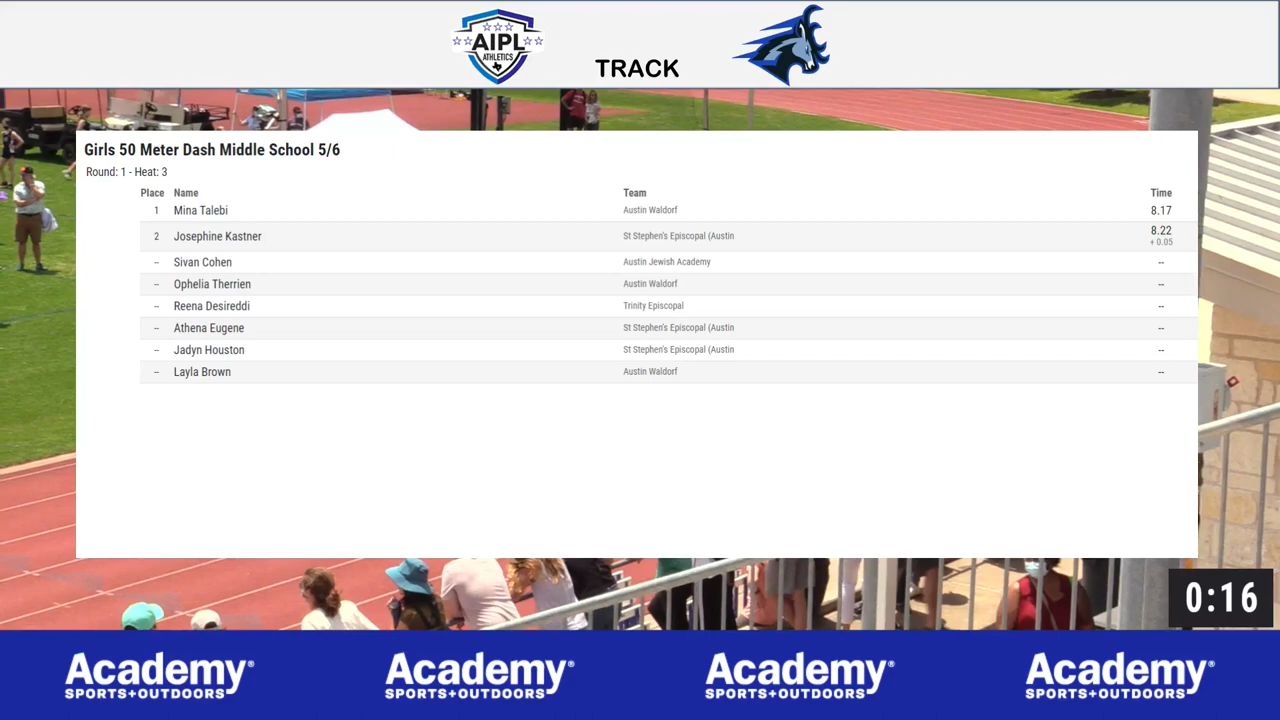 AIPL
ATHLETICS
TRACK
Girls 50 Meter Dash Middle School 5/6
Round: 1 - Heat: 3
Place Name Team Time
1 Mina Talebi Austin Waldorf 8.17
2 Josephine Kastner St Stephen's Episcopal (Austin 8.22
+ 0.05
-- Sivan Cohen Austin Jewish Academy --
-- Ophelia Therrien Austin Waldorf --
-- Reena Desireddi Trinity Episcopal --
-- Athena Eugene St Stephen's Episcopal (Austin --
-- Jadyn Houston St Stephen's Episcopal (Austin --
-- Layla Brown Austin Waldorf --
0:16
Academy® Academy® Academy® Academy®
SPORTS+OUTDOORS SPORTS+OUTDOORS SPORTS+OUTDOORS SPORTS+OUTDOORS